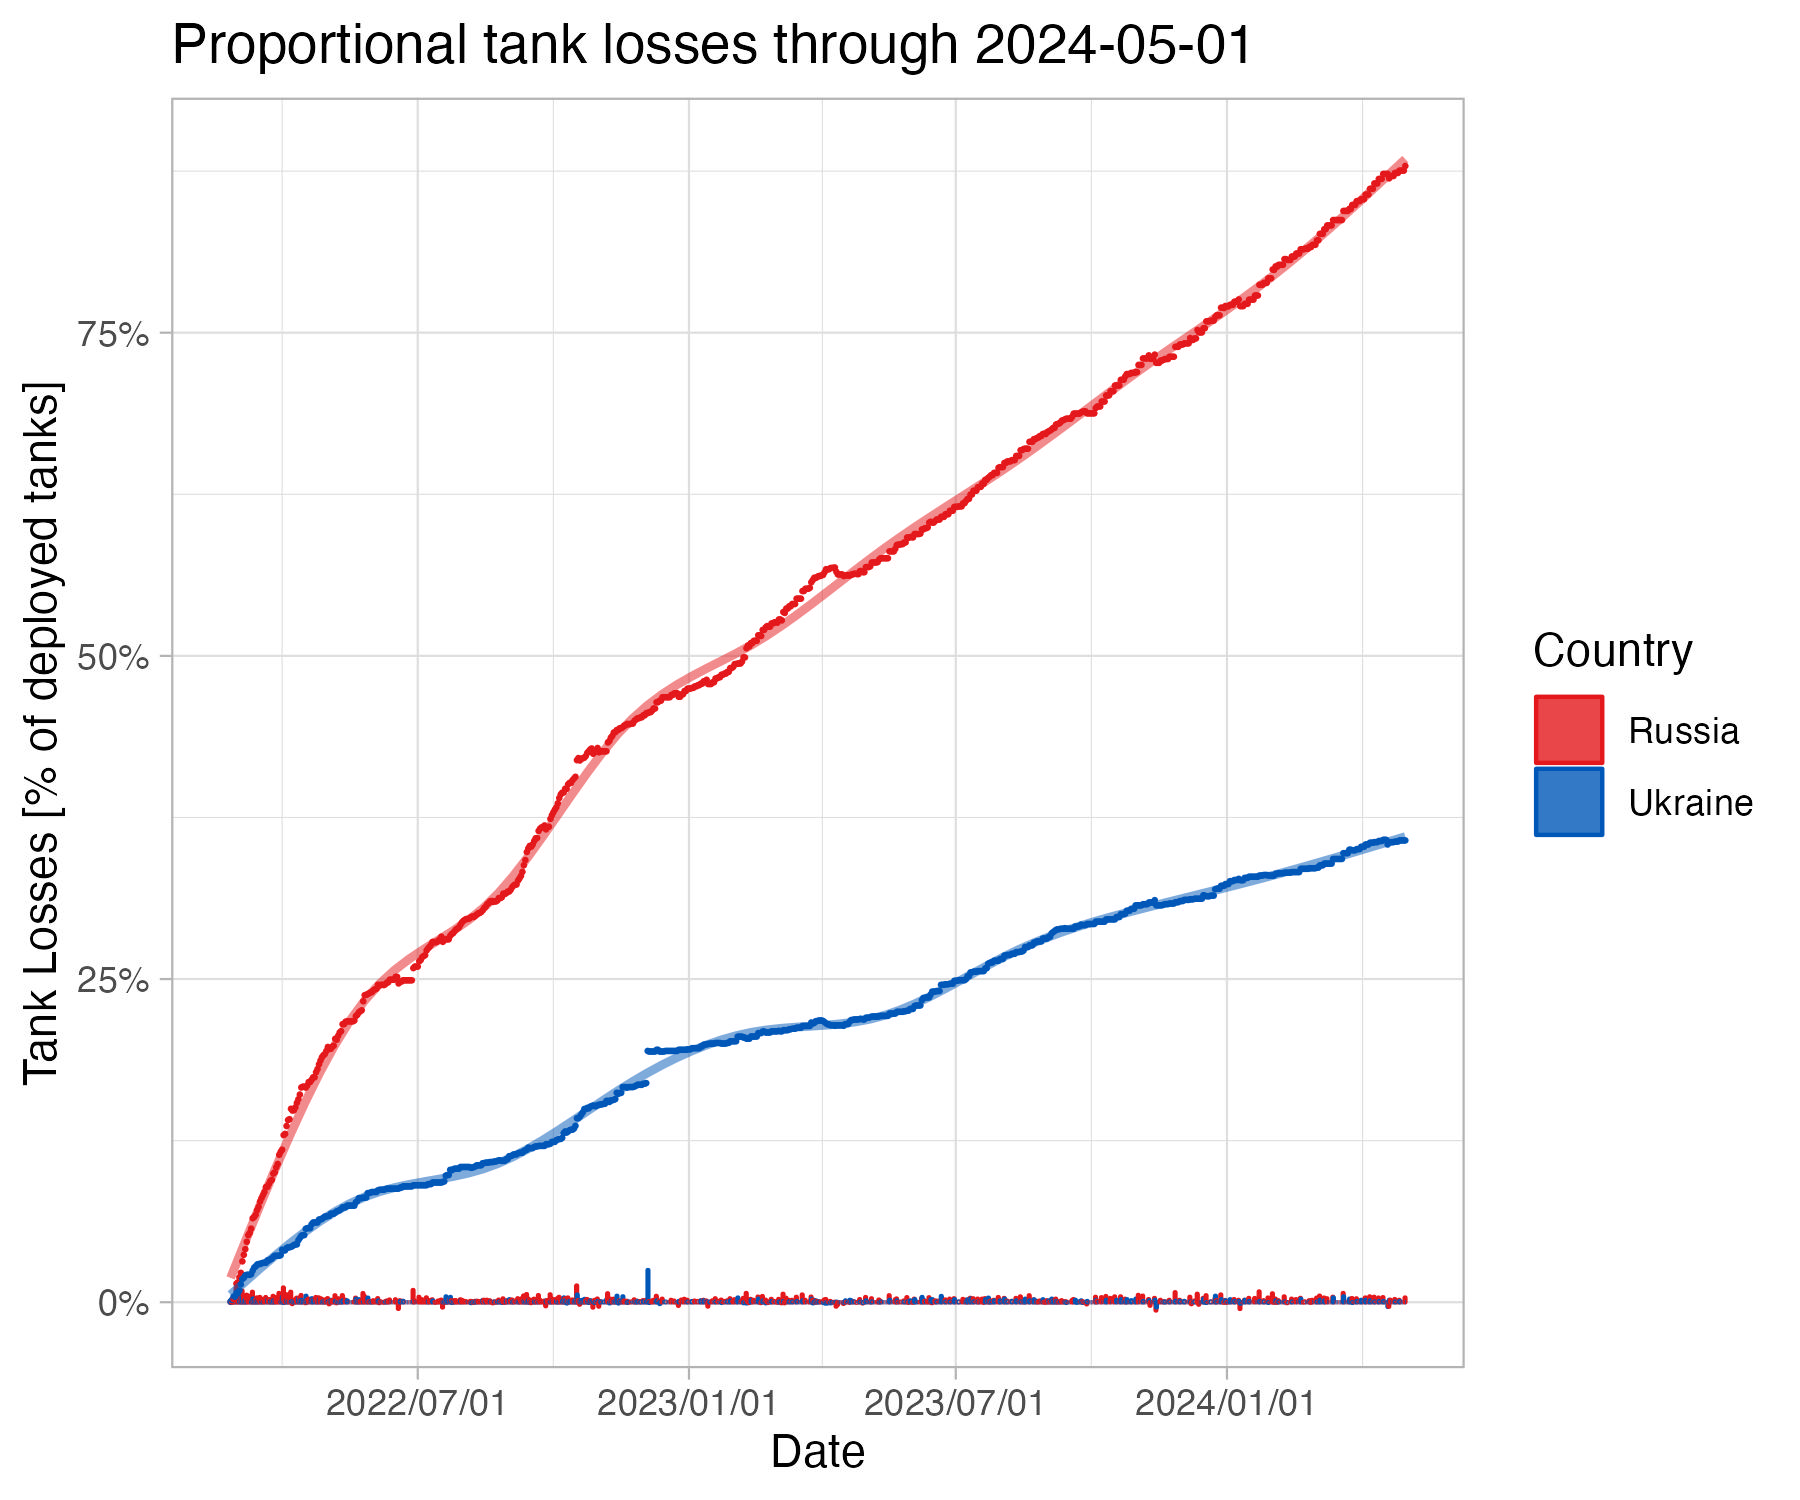 Proportional tank losses through 2024-05-01
Tank Losses [% of deployed tanks]
75%
50%
25%
0%
2022/07/01
2023/01/01
2023/07/01
2024/01/01
Date
Country
Russia
Ukraine